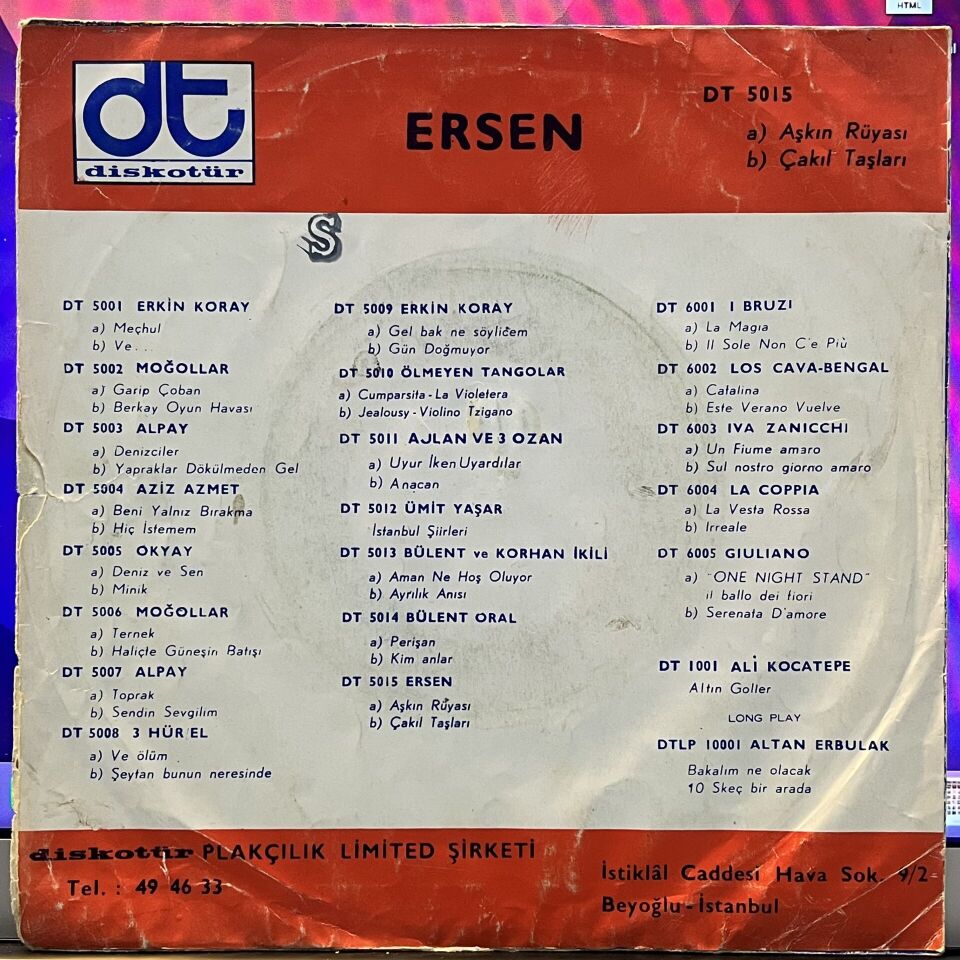 HTML
dt
diskotür
ERSEN
DT 5015
a) Aşkın Rüyası
b) Çakıl Taşları
S
DT 5001 ERKİN KORAY
a) Meçhul
b) Ve . .
DT 5002 MOĞOLLAR
a) Garip Çoban
b) Berkay Oyun Havası
DT 5003 ALPAY
a) Denizciler
b) Yapraklar Dökülmeden Gel
DT 5004 AZİZ AZMET
a) Beni Yalnız Bırakma
b) Hiç İstemem
DT 5005 OKYAY
a) Deniz ve Sen
b) Minik
DT 5006 MOĞOLLAR
a) Ternek
b) Haliçte Güneşin Batışı
DT 5007 ALPAY
a) Toprak
b) Sendin Sevgilim
DT 5008 3 HÜR EL
a) Ve ölüm
b) Şeytan bunun neresinde
DT 5009 ERKİN KORAY
a) Gel bak ne söylicem
b) Gün Doğmuyor
DT 5010 ÖLMEYEN TANGOLAR
a) Cumparsita - La Violetera
b) Jealousy - Violino Tzigano
DT 5011 AJLAN VE 3 OZAN
a) Uyur İken Uyardılar
b) Anacan
DT 5012 ÜMİT YAŞAR
İstanbul Şiirleri
DT 5013 BÜLENT ve KORHAN İKİLİ
a) Aman Ne Hoş Oluyor
b) Ayrılık Anısı
DT 5014 BÜLENT ORAL
a) Perişan
b) Kim anlar
DT 5015 ERSEN
a) Aşkın Rüyası
b) Çakıl Taşları
DT 6001 I BRUZI
a) La Magia
b) Il Sole Non C'e Più
DT 6002 LOS CAVA-BENGAL
a) Catalina
b) Este Verano Vuelve
DT 6003 IVA ZANICCHI
a) Un Fiume amaro
b) Sul nostro giorno amaro
DT 6004 LA COPPIA
a) La Vesta Rossa
b) Irreale
DT 6005 GIULIANO
a) "ONE NIGHT STAND"
il ballo dei fiori
b) Serenata D'amore
DT 1001 ALİ KOCATEPE
Altın Goller
LONG PLAY
DTLP 10001 ALTAN ERBULAK
Bakalım ne olacak
10 Skeç bir arada
diskotür PLAKÇILIK LİMİTED ŞİRKETİ
Tel. : 49 46 33
İstiklâl Caddesi Hava Sok. 9/2
Beyoğlu - İstanbul